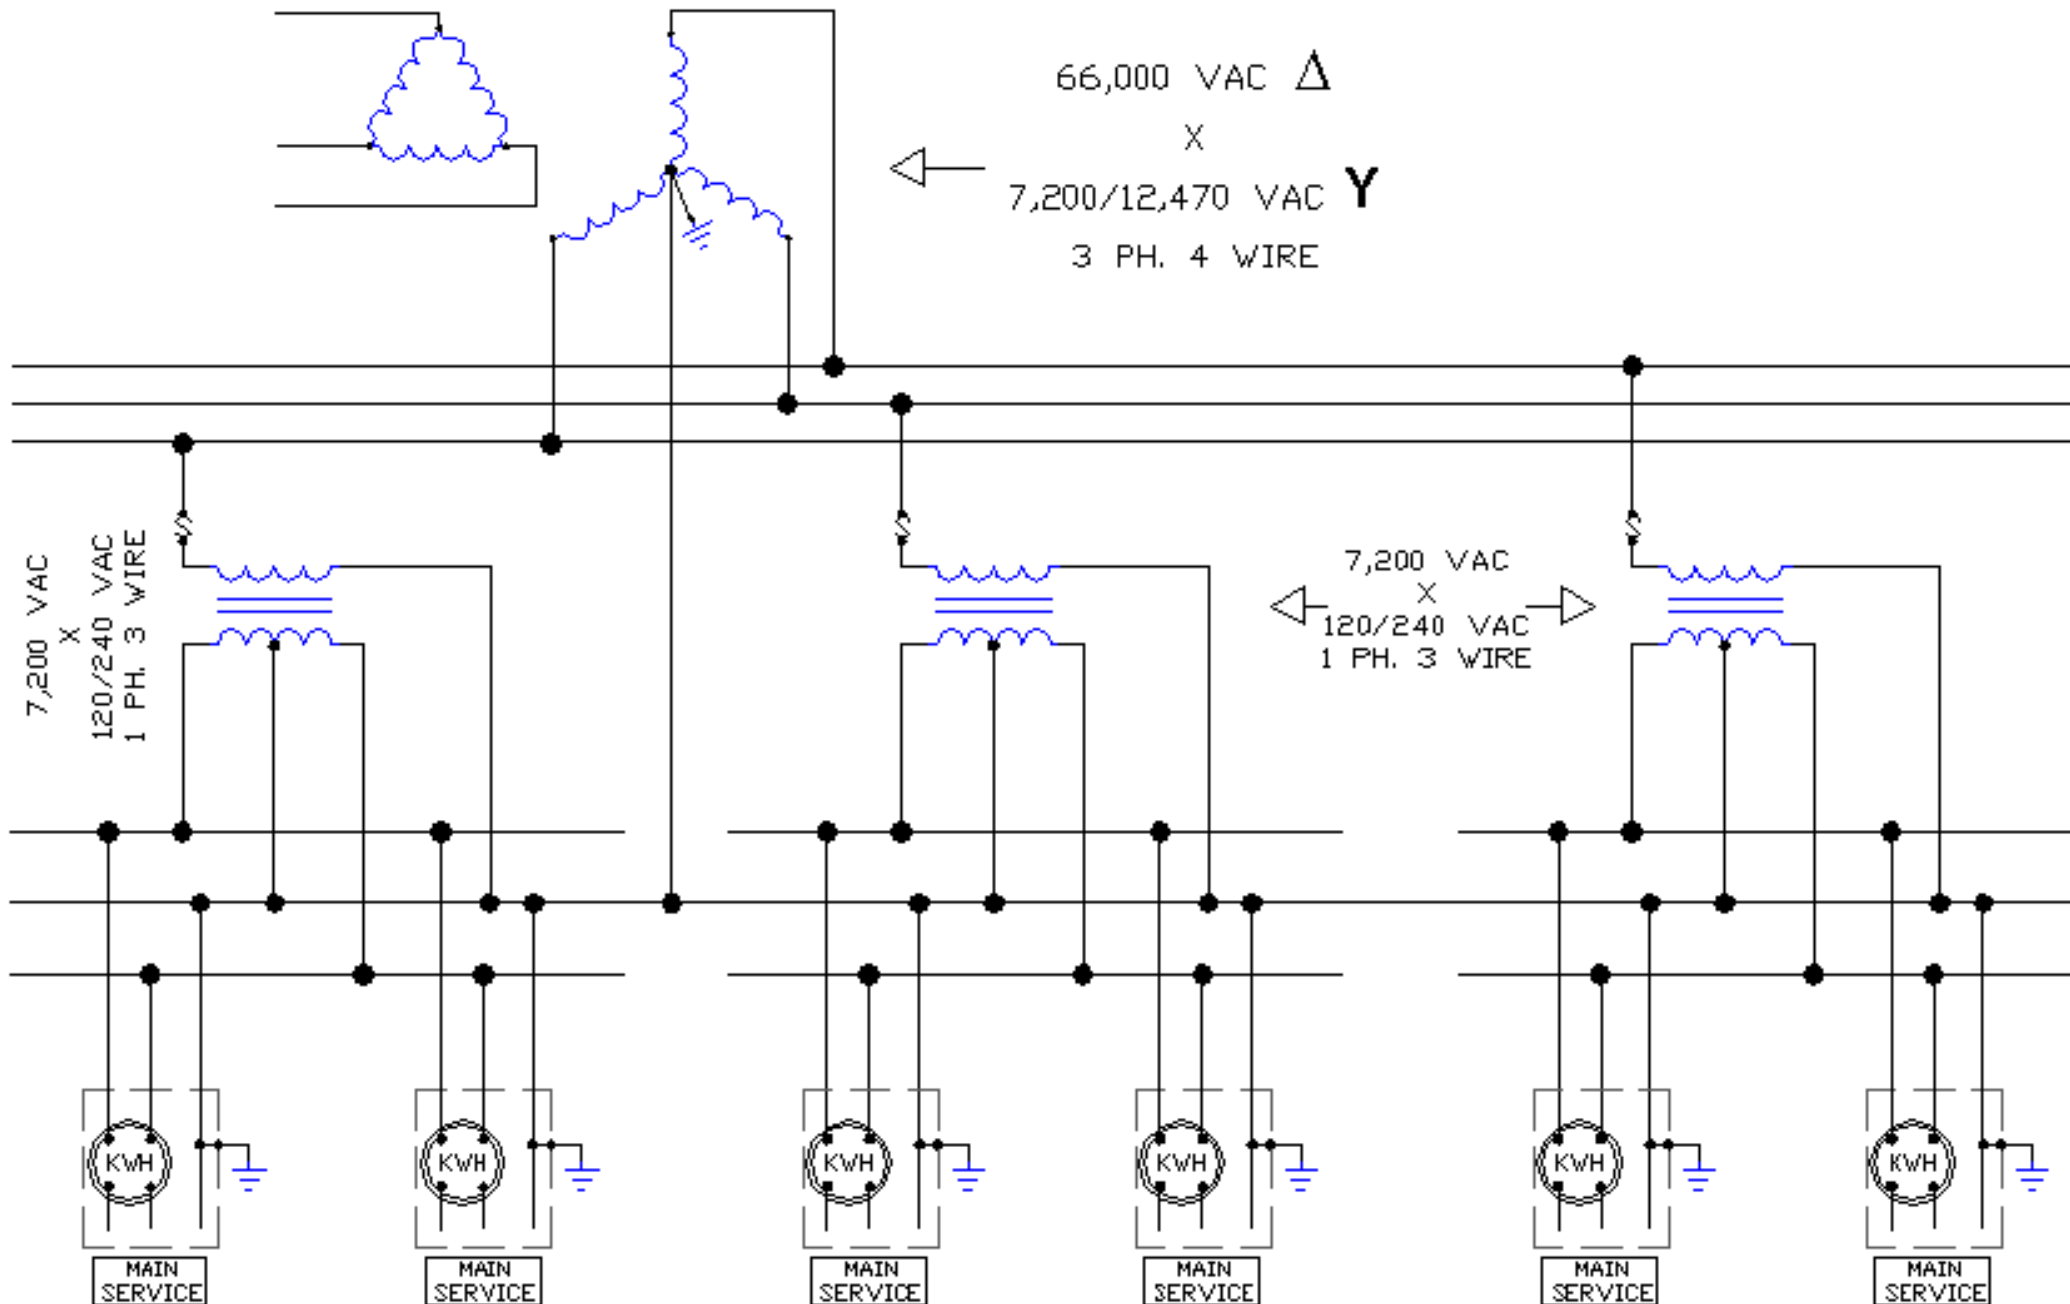 66,000 VAC Δ
X
7,200/12,470 VAC Y
3 PH. 4 WIRE
7,200 VAC
X
120/240 VAC
1 PH. 3 WIRE
7,200 VAC
X
120/240 VAC
1 PH. 3 WIRE
KWH
KWH
KWH
KWH
KWH
KWH
MAIN
SERVICE
MAIN
SERVICE
MAIN
SERVICE
MAIN
SERVICE
MAIN
SERVICE
MAIN
SERVICE